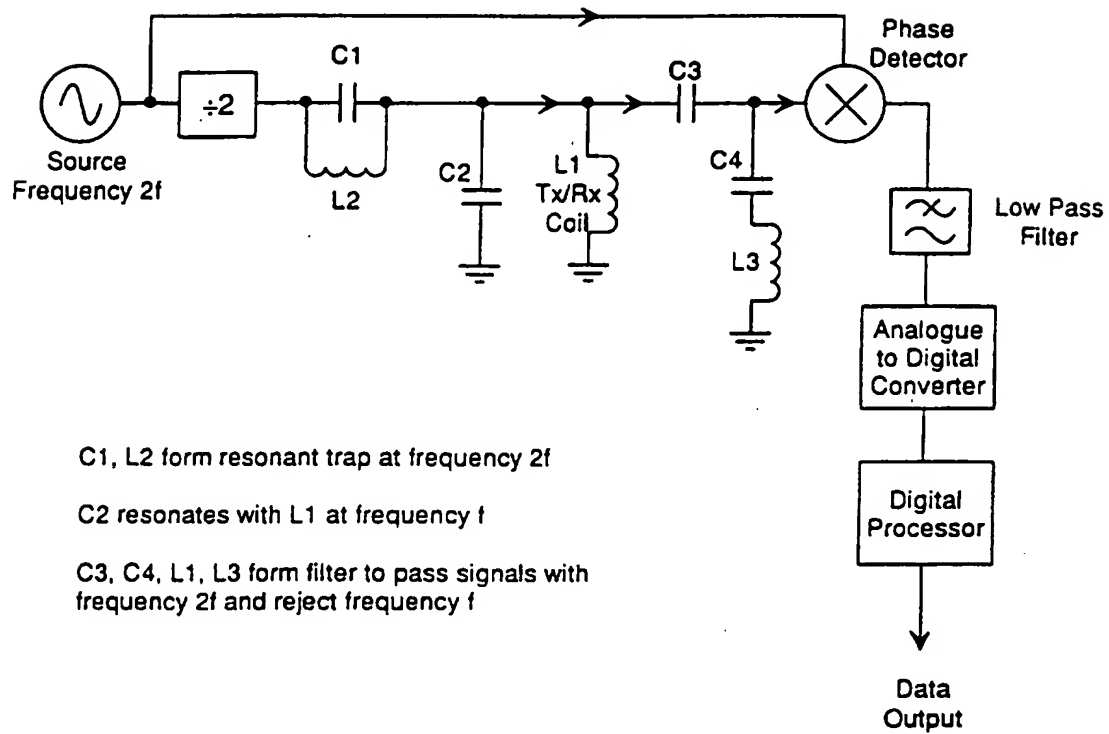 Phase
Detector
C1
C3
÷2
Source
Frequency 2f
L2
C2
L1
Tx/Rx
Coil
C4
L3
Low Pass
Filter
Analogue
to Digital
Converter
C1, L2 form resonant trap at frequency 2f
C2 resonates with L1 at frequency f
C3, C4, L1, L3 form filter to pass signals with
frequency 2f and reject frequency f
Digital
Processor
Data
Output